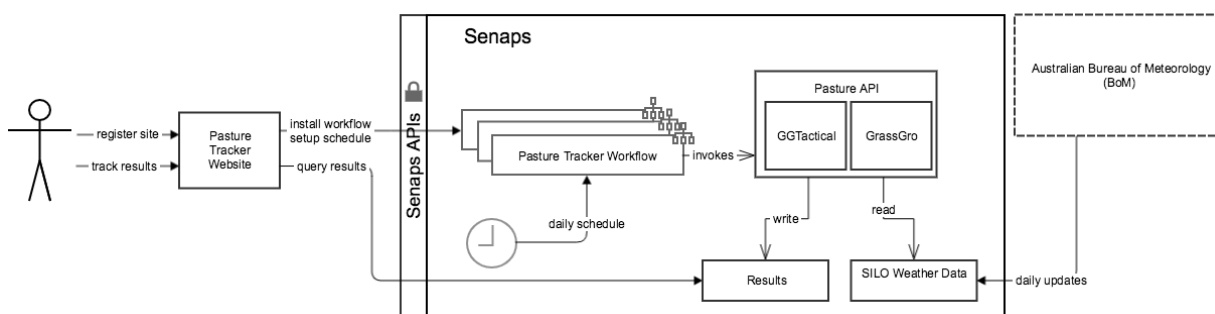 Senaps
Australian Bureau of Meteorology
(BoM)
Senaps APIs
Pasture API
GGTactical
GrassGro
register site
track results
Pasture
Tracker
Website
install workflow
setup schedule
query results
Pasture Tracker Workflow
invokes
daily schedule
write
read
Results
SILO Weather Data
daily updates